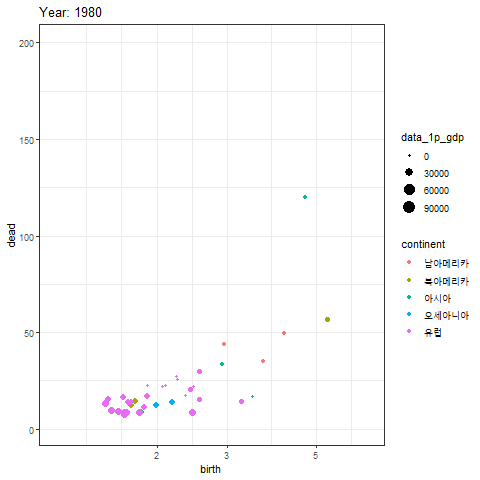 Year: 1980
200
150
100
50
0
dead
2
3
5
birth
data_1p_gdp
0
30000
60000
90000
continent
남아메리카
북아메리카
아시아
오세아니아
유럽